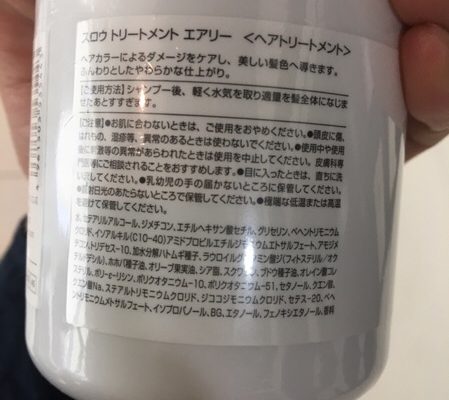 スロウ トリートメント エアリー 〈ヘアトリートメント〉
ヘアカラーによるダメージをケアし、美しい髪色へ導きます。
ふんわりとしたやわらかな仕上がり。
【ご使用方法】シャンプー後、軽く水気を取り適量を髪全体になじま
せたあとすすぎます。
【ご注意】●お肌に合わないときは、ご使用をおやめください。●頭皮に傷、
はれもの、湿疹等、異常のあるときは使わないでください。●使用中や使用
後に刺激等の異常があらわれたときは使用を中止してください。皮膚科専
門医等にご相談されることをおすすめします。●目に入ったときは、直ちに洗
い流してください。●乳幼児の手の届かないところに保管してください。
●直射日光のあたらないところで保管してください。●極端な低温または高温
を避けて保管してください。
水、セテアリルアルコール、ジメチコン、エチルヘキサン酸セチル、グリセリン、ベヘントリモニウム
クロリド、イソアルキル(C10-40)アミドプロピルエチルジモニウムエトサルフェート、アモジメ
チコン、トリデセス-10、加水分解ハトムギ種子、ラウロイルグルタミン酸ジ(フィトステリル/オク
チルドデシル)、ホホバ種子油、オリーブ果実油、シア脂、スクワラン、ブドウ種子油、オレイン酸コレ
ステリル、ポリ-ε-リシン、ポリクオタニウム-10、ポリクオタニウム-51、セタノール、クエン酸、
クエン酸Na、ステアルトリモニウムクロリド、ジココジモニウムクロリド、セテス-20、ベヘ
ントリモニウムメトサルフェート、イソプロパノール、BG、エタノール、フェノキシエタノール、香料